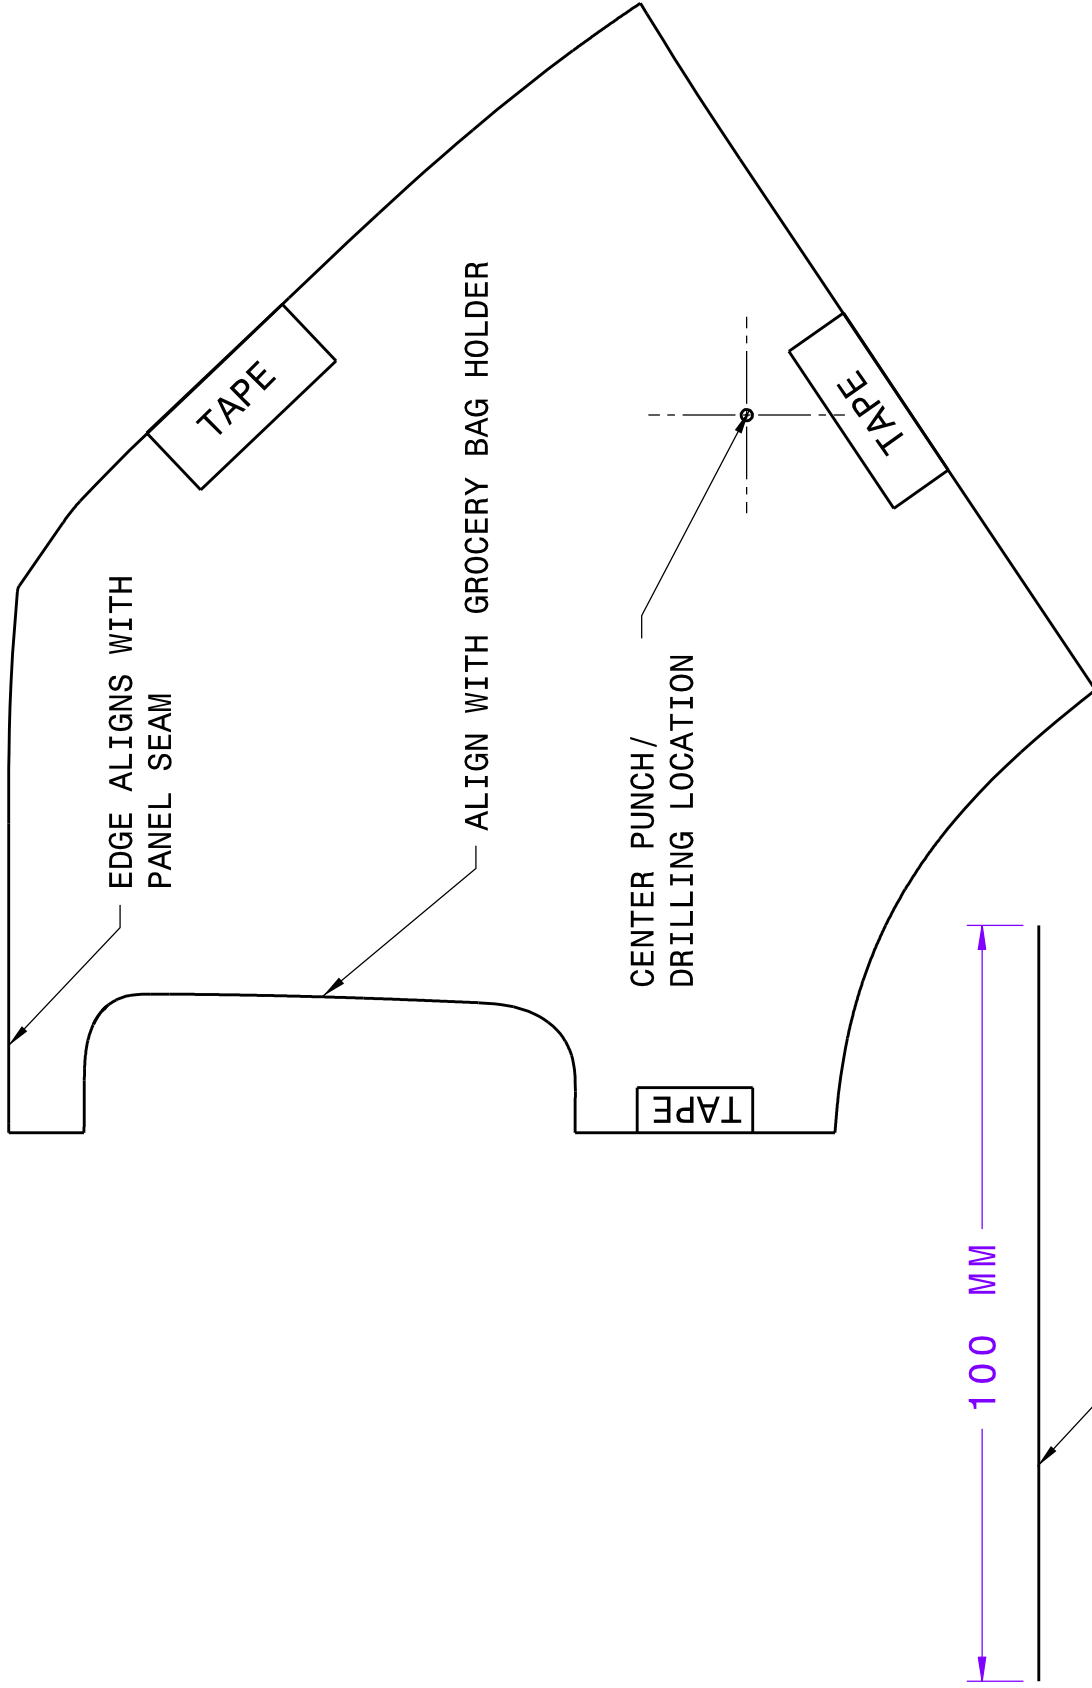 EDGE ALIGNS WITH
PANEL SEAM
TAPE
ALIGN WITH GROCERY BAG HOLDER
CENTER PUNCH/
DRILLING LOCATION
TAPE
TAPE
100 MM